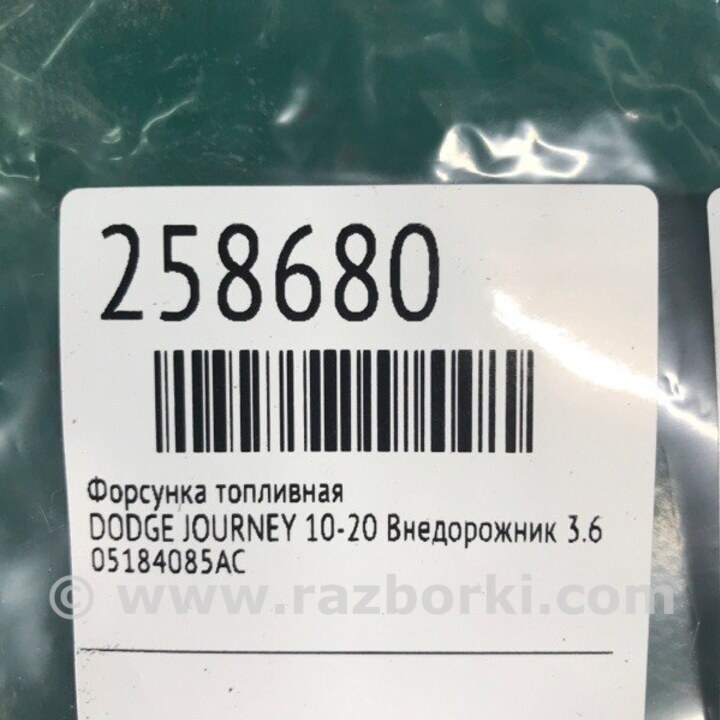 258680
Форсунка топливная
DODGE JOURNEY 10-20 Внедорожник 3.6
05184085AC
© www.razborki.com